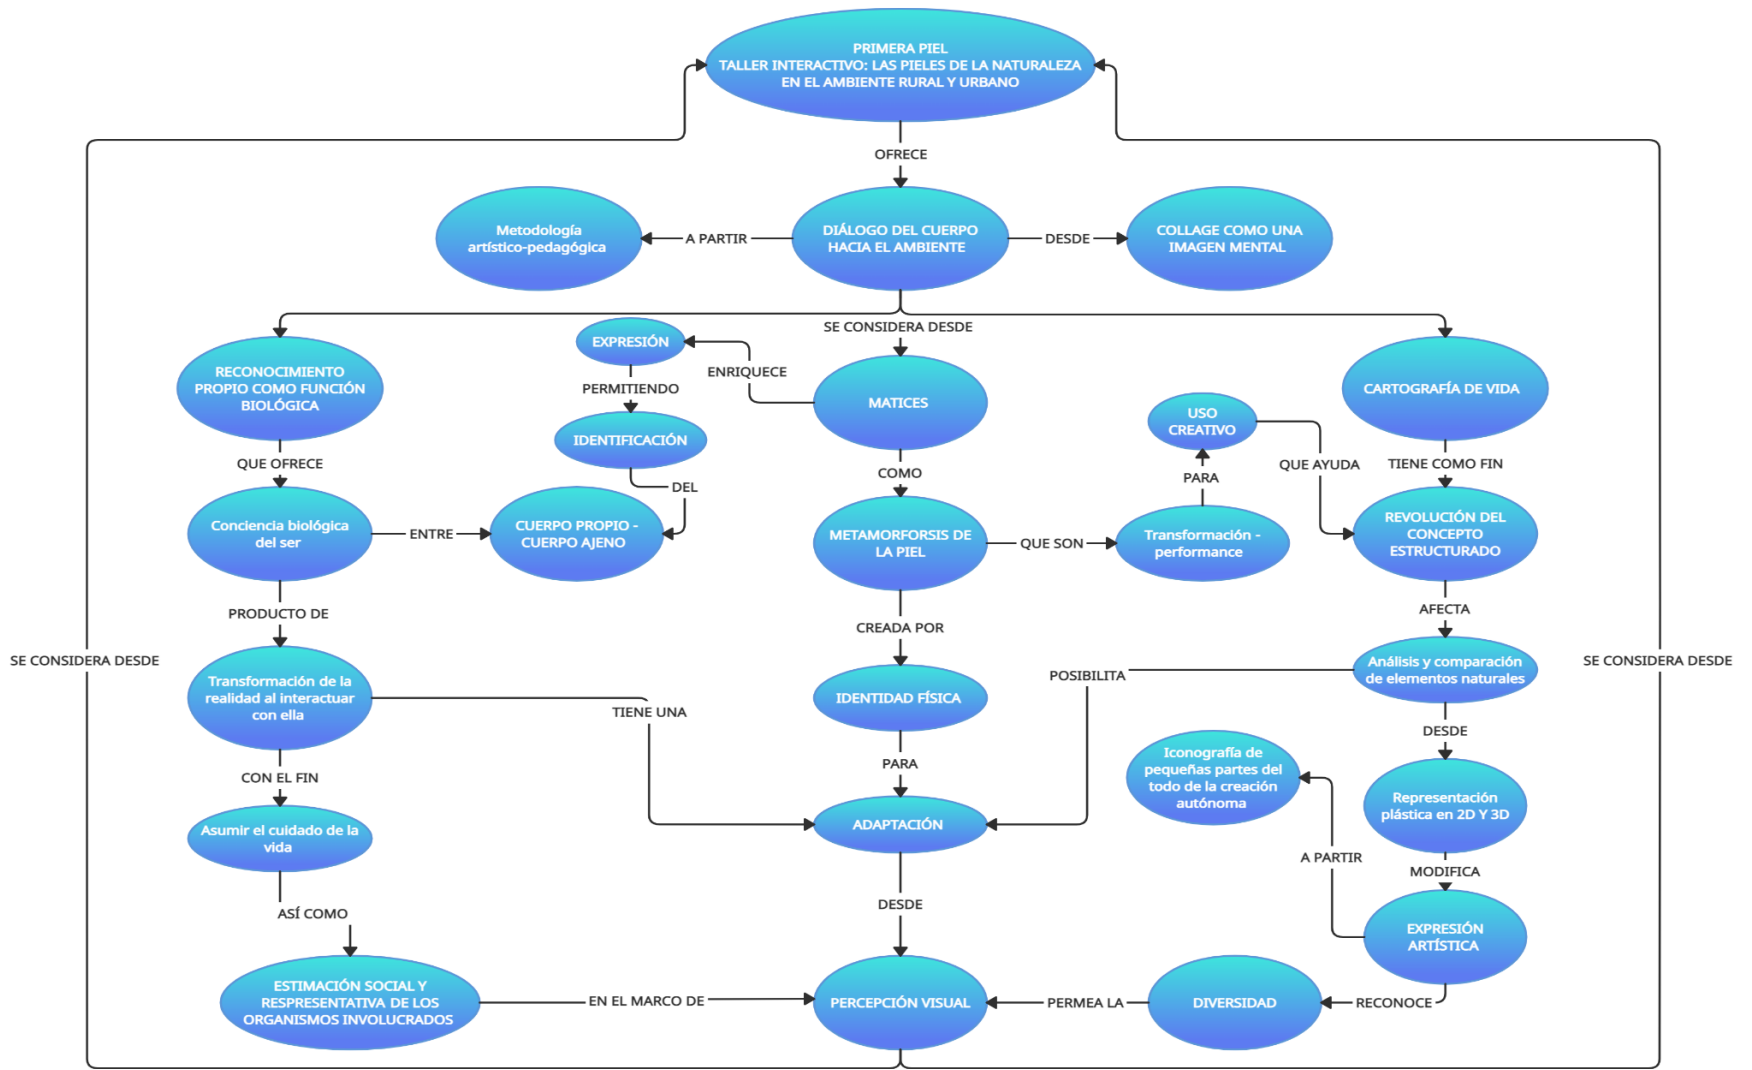 PRIMERA PIEL
TALLER INTERACTIVO: LAS PIELES DE LA NATURALEZA
EN EL AMBIENTE RURAL Y URBANO
OFRECE
Metodología
artístico-pedagógica
A PARTIR
DIÁLOGO DEL CUERPO
HACIA EL AMBIENTE
DESDE
COLLAGE COMO UNA
IMAGEN MENTAL
SE CONSIDERA DESDE
RECONOCIMIENTO
PROPIO COMO FUNCIÓN
BIOLÓGICA
EXPRESIÓN
ENRIQUECE
MATICES
CARTOGRAFÍA DE VIDA
PERMITIENDO
IDENTIFICACIÓN
USO
CREATIVO
QUE OFRECE
DEL
COMO
PARA
QUE AYUDA
TIENE COMO FIN
Conciencia biológica
del ser
ENTRE
CUERPO PROPIO -
CUERPO AJENO
METAMORFORSIS DE
LA PIEL
QUE SON
Transformación -
performance
REVOLUCIÓN DEL
CONCEPTO
ESTRUCTURADO
PRODUCTO DE
CREADA POR
AFECTA
SE CONSIDERA DESDE
SE CONSIDERA DESDE
Transformación de la
realidad al interactuar
con ella
TIENE UNA
IDENTIDAD FÍSICA
POSIBILITA
Análisis y comparación
de elementos naturales
DESDE
CON EL FIN
PARA
Iconografía de
pequeñas partes del
todo de la creación
autónoma
Representación
plástica en 2D Y 3D
Asumir el cuidado de la
vida
ADAPTACIÓN
A PARTIR
MODIFICA
ASÍ COMO
DESDE
EXPRESIÓN
ARTÍSTICA
ESTIMACIÓN SOCIAL Y
RESPRESENTATIVA DE LOS
ORGANISMOS INVOLUCRADOS
EN EL MARCO DE
PERCEPCIÓN VISUAL
PERMEA LA
DIVERSIDAD
RECONOCE